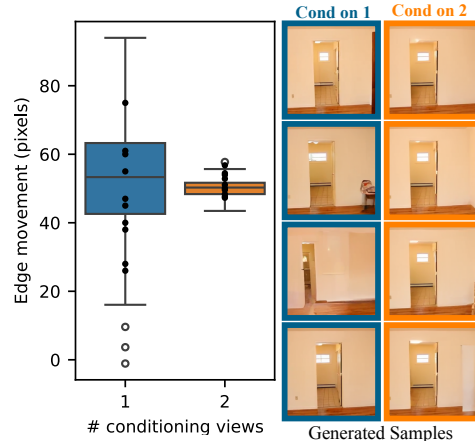 Cond on 1 Cond on 2
Edge movement (pixels)
80
60
40
20
0
1 2
# conditioning views
Generated Samples